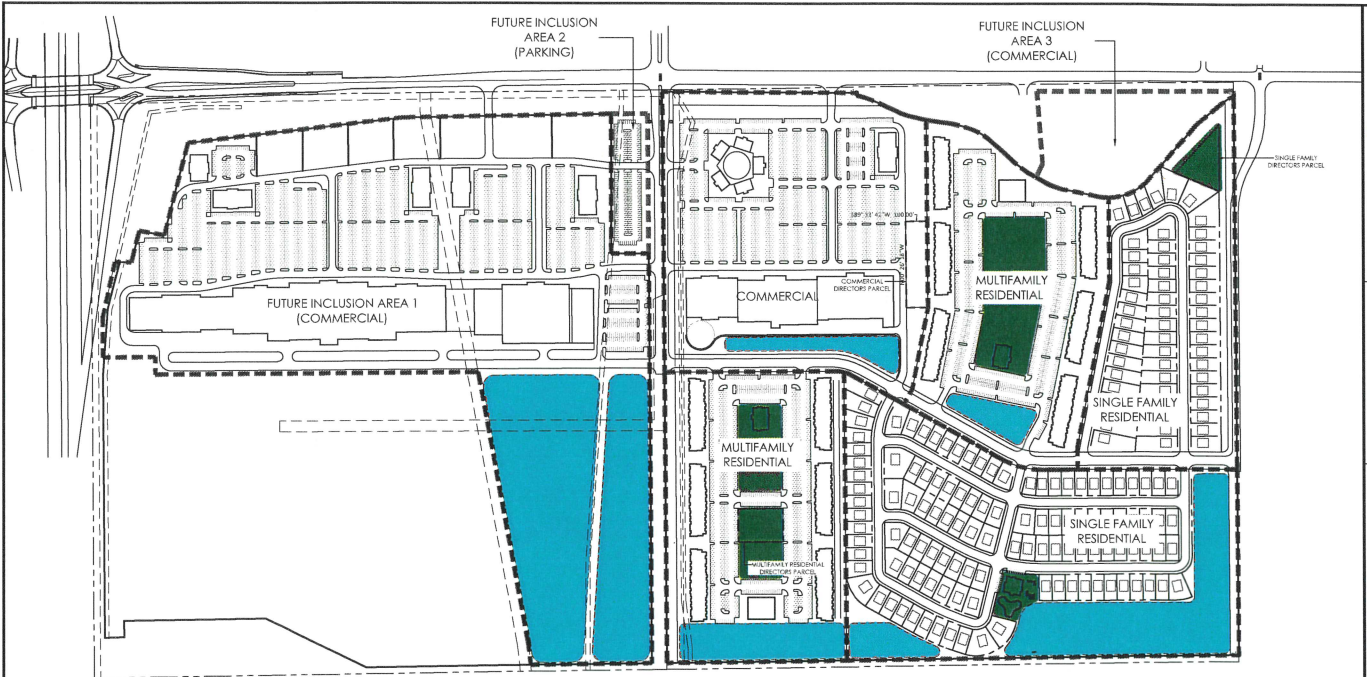 FUTURE INCLUSION
AREA 2
(PARKING)
FUTURE INCLUSION
AREA 3
(COMMERCIAL)
SINGLE FAMILY
DIRECTORS PARCEL
COMMERCIAL
DIRECTORS PARCEL
MULTIFAMILY
RESIDENTIAL
FUTURE INCLUSION AREA 1
(COMMERCIAL)
COMMERCIAL
SINGLE FAMILY
RESIDENTIAL
MULTIFAMILY
RESIDENTIAL
SINGLE FAMILY
RESIDENTIAL
MULTIFAMILY RESIDENTIAL
DIRECTORS PARCEL